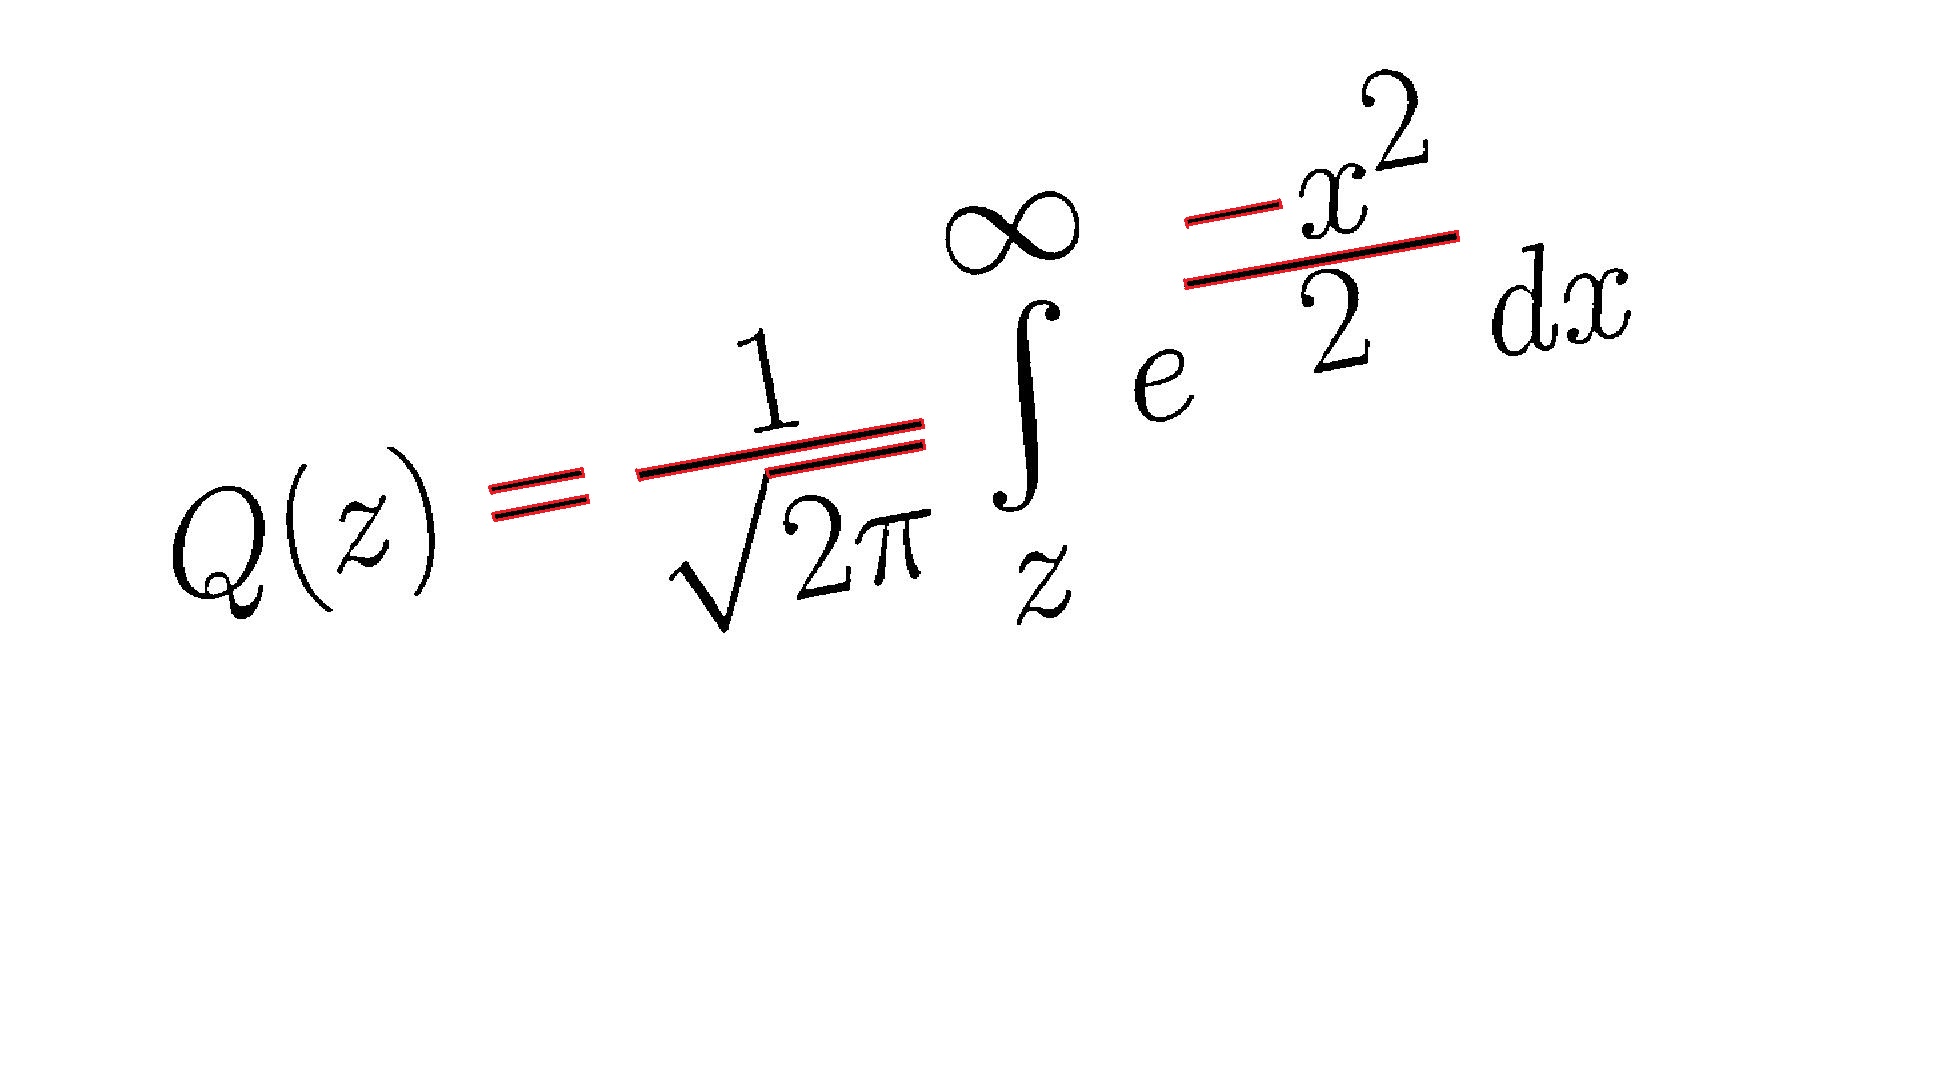 Q(z) = \frac{1}{\sqrt{2\pi}} \int_{z}^{\infty} e^{\frac{-x^2}{2}} dx